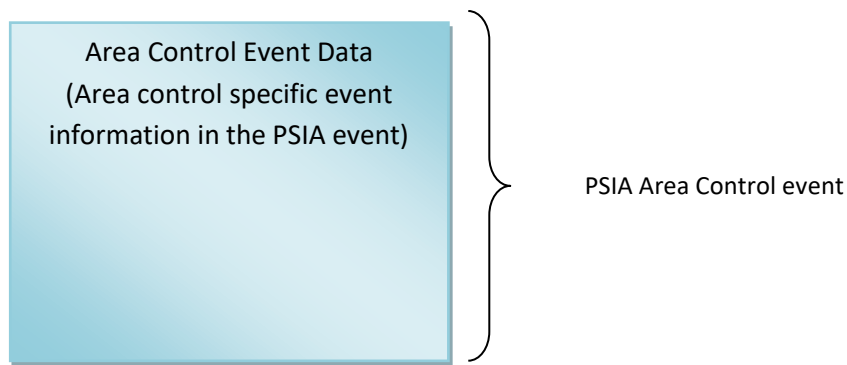 Area Control Event Data
(Area control specific event
information in the PSIA event)
PSIA Area Control event